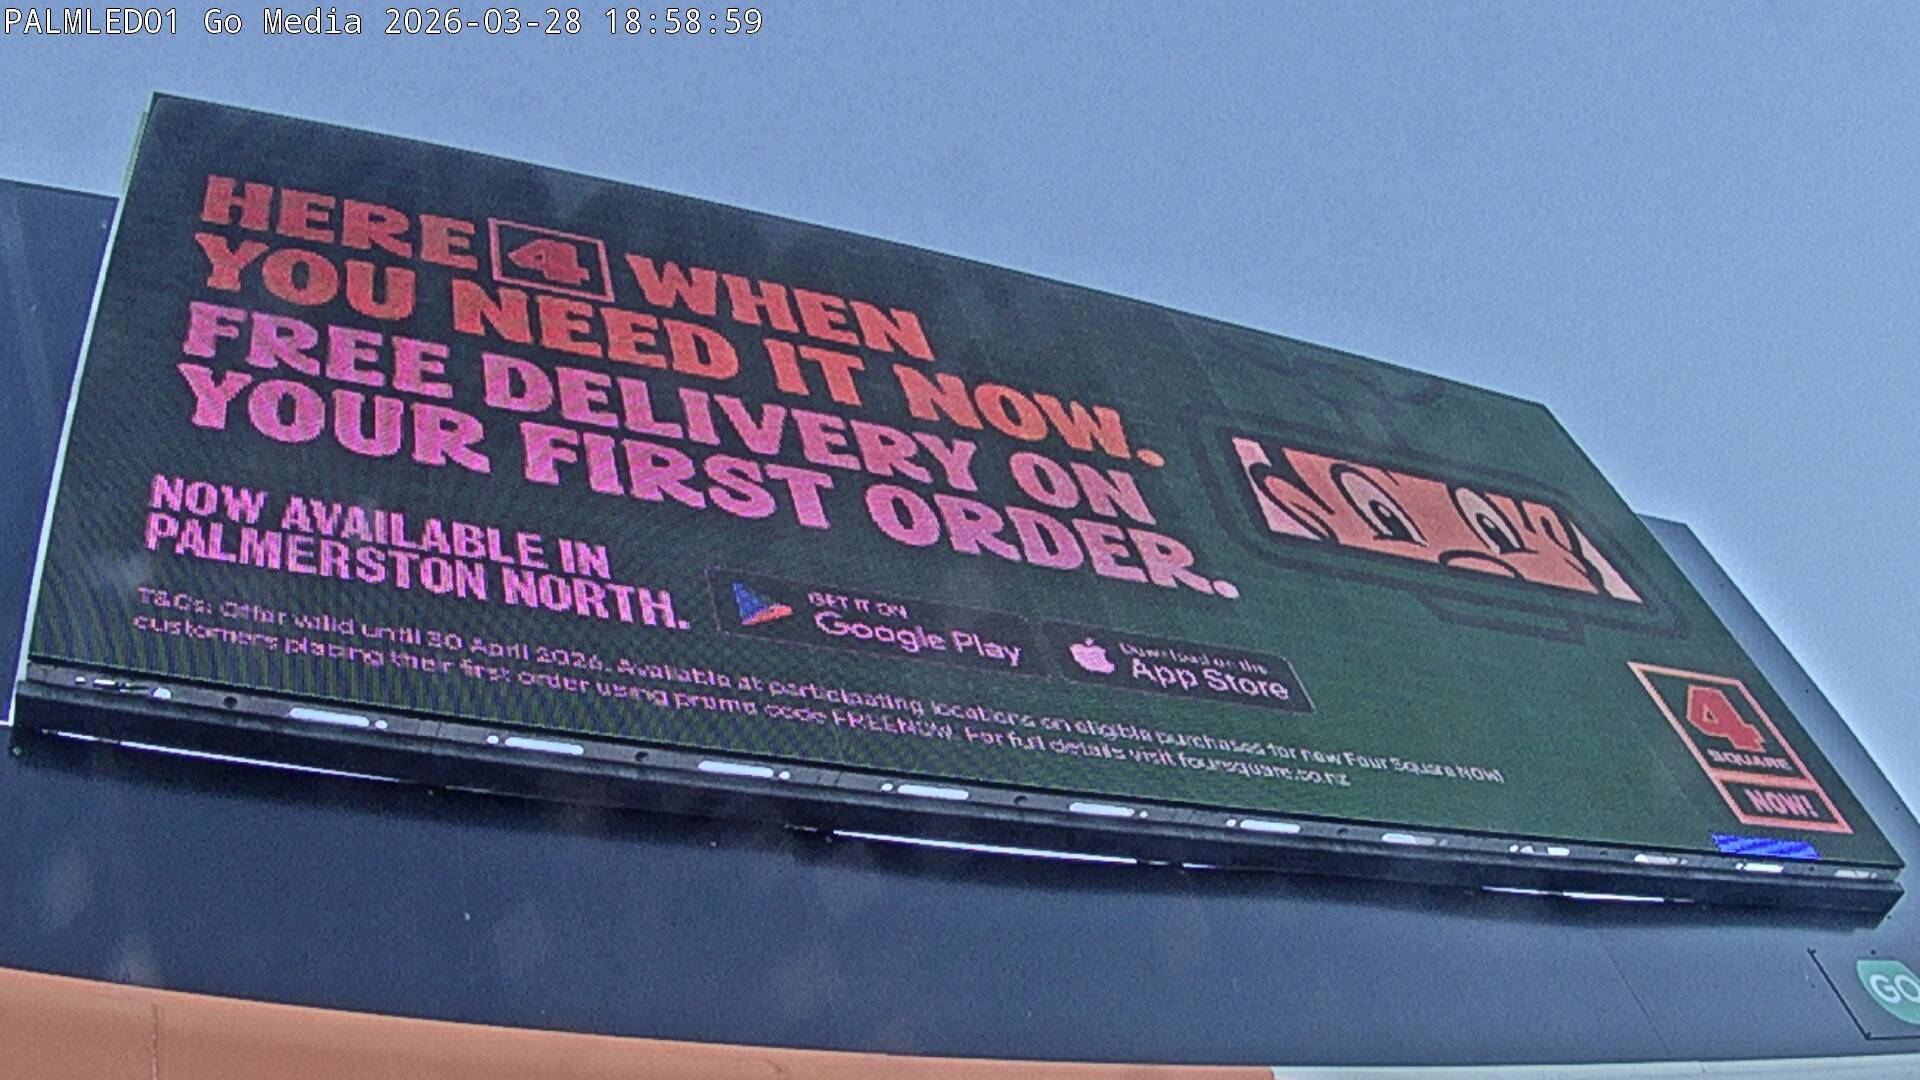 PALMLED01 Go Media 2026-03-28 18:58:59
HERE 4 WHEN
YOU NEED IT NOW.
FREE DELIVERY ON
YOUR FIRST ORDER.
NOW AVAILABLE IN
PALMERSTON NORTH.
GET IT ON
Google Play
Download on the
App Store
T&Cs: Offer valid until 30 April 2026. Available at participating locations on eligible purchases for new Four Square NOW!
customers placing their first order using promo code FREENOW. For full details visit foursquare.co.nz
4
SQUARE
NOW!
GO